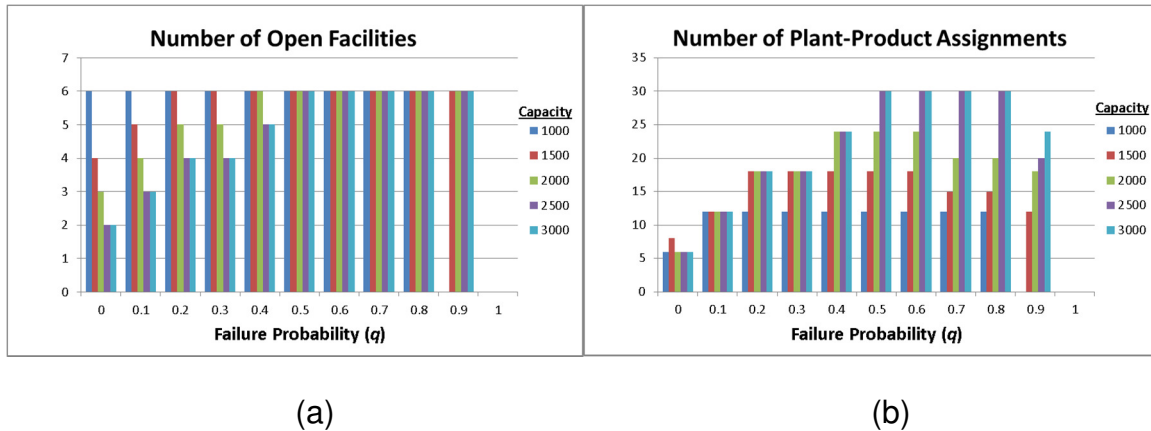 Number of Open Facilities
7
6
5
4
3
2
1
0
0 0.1 0.2 0.3 0.4 0.5 0.6 0.7 0.8 0.9 1
Failure Probability (q)
Capacity
1000
1500
2000
2500
3000
(a)
Number of Plant-Product Assignments
35
30
25
20
15
10
5
0
0 0.1 0.2 0.3 0.4 0.5 0.6 0.7 0.8 0.9 1
Failure Probability (q)
Capacity
1000
1500
2000
2500
3000
(b)